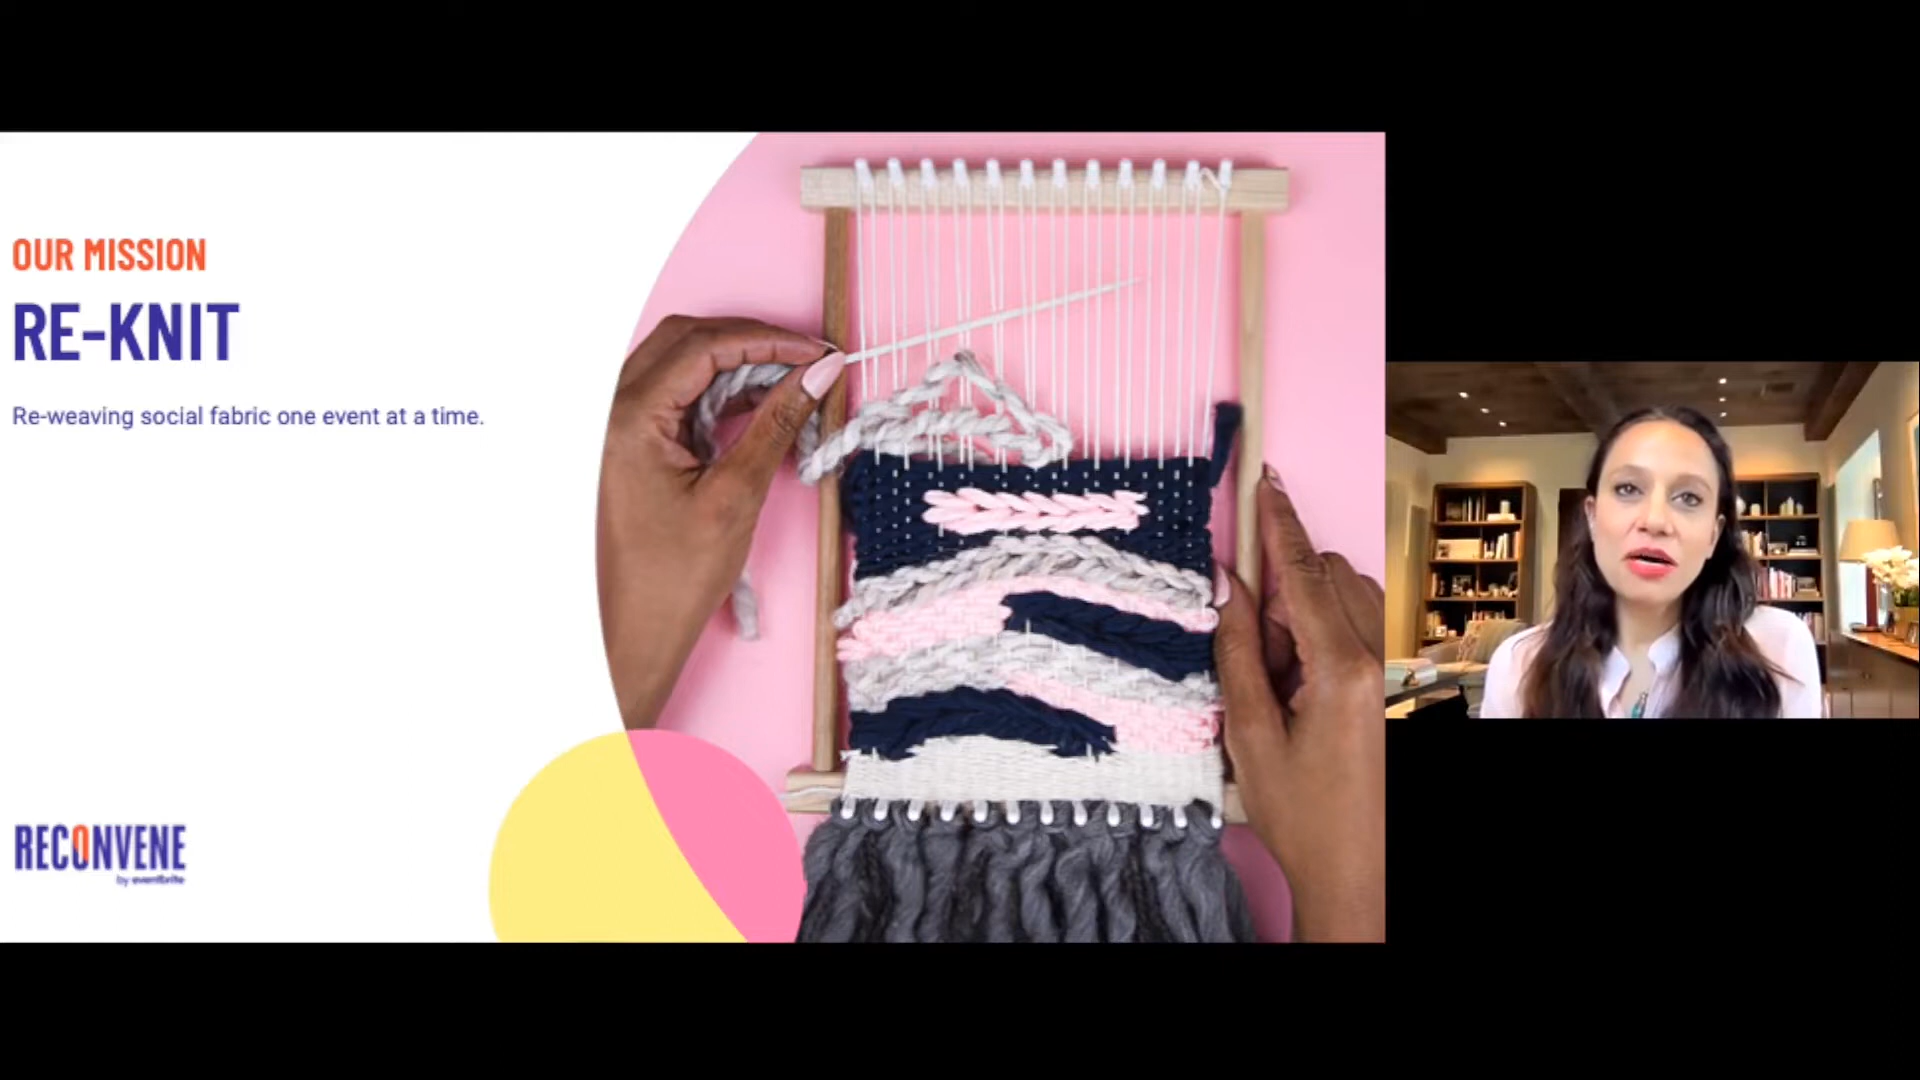 OUR MISSION
RE-KNIT
Re-weaving social fabric one event at a time.
RECONVENE
by eventbrite